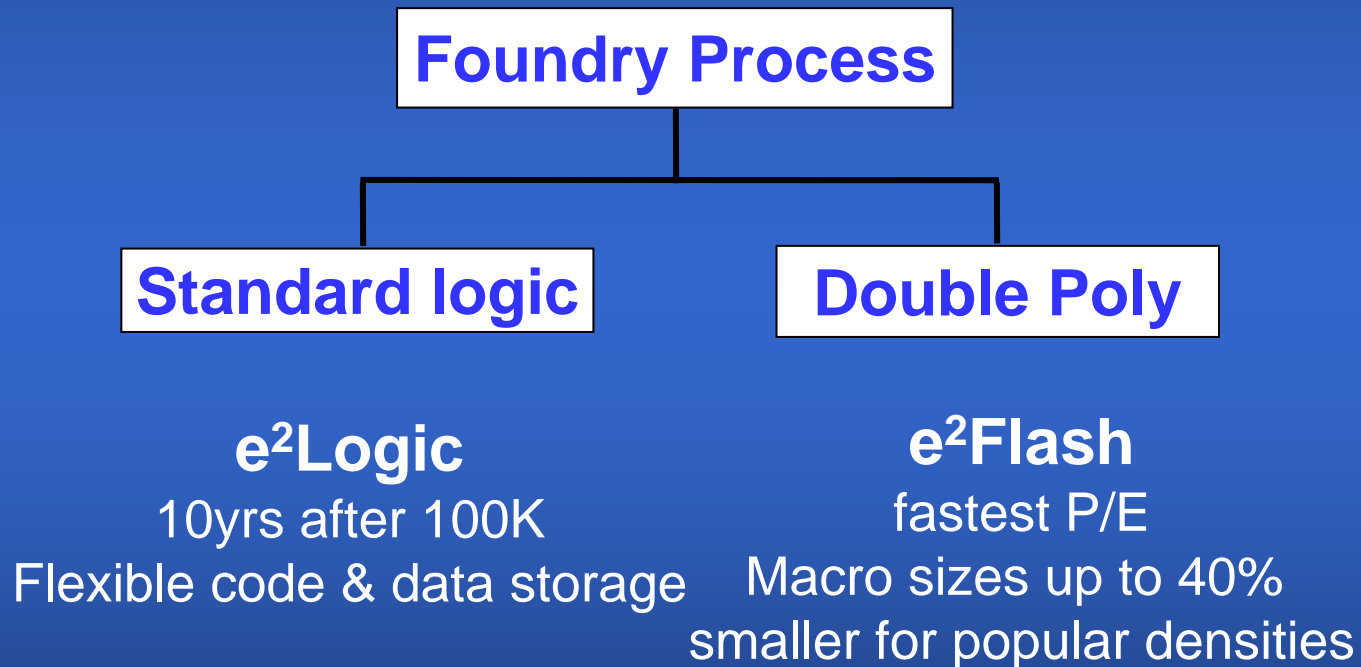 Foundry Process
Standard logic
Double Poly
e²Logic
10yrs after 100K
Flexible code & data storage
e²Flash
fastest P/E
Macro sizes up to 40%
smaller for popular densities